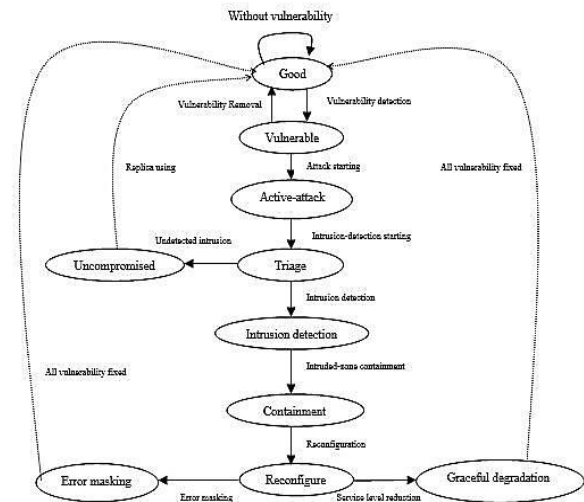 Without vulnerability
Good
Vulnerability Removal
Vulnerability detection
Vulnerable
Attack starting
Replica using
All vulnerability fixed
Active-attack
Undetected intrusion
Intrusion-detection starting
Uncompromised
Triage
Intrusion detection
Intrusion detection
Intruded-zone containment
All vulnerability fixed
Containment
Reconfiguration
Error masking
Reconfigure
Graceful degradation
Error masking
Service level reduction